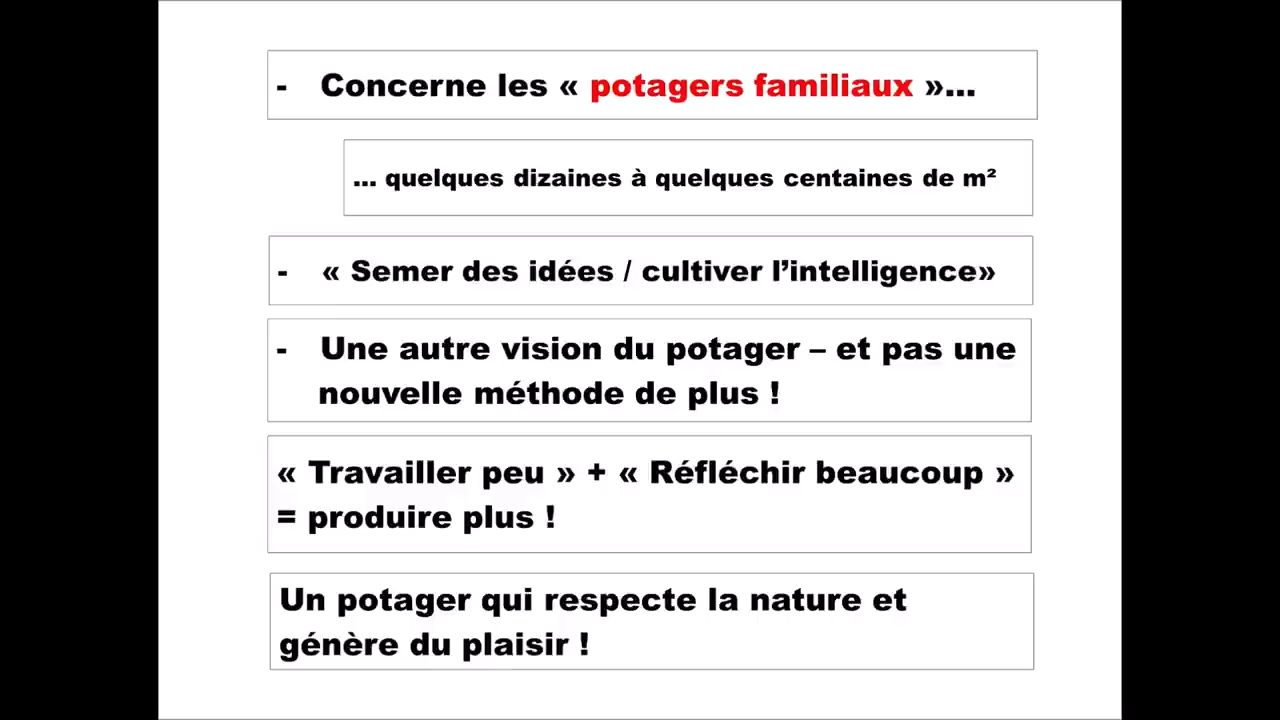 - Concerne les « potagers familiaux »...
... quelques dizaines à quelques centaines de m²
- « Semer des idées / cultiver l’intelligence»
- Une autre vision du potager – et pas une
nouvelle méthode de plus !
« Travailler peu » + « Réfléchir beaucoup »
= produire plus !
Un potager qui respecte la nature et
génère du plaisir !